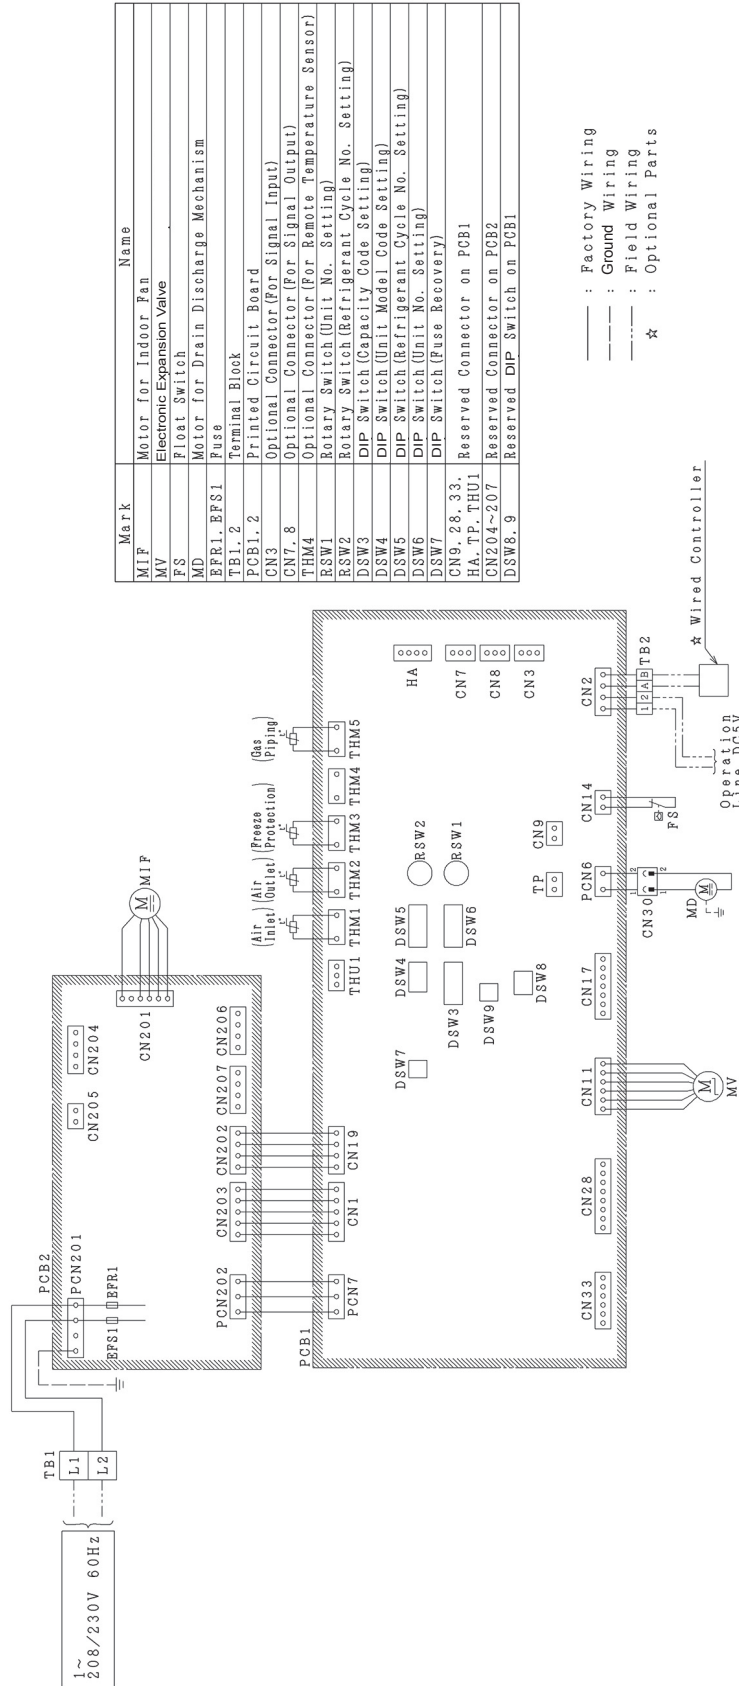 1~
208/230V 60Hz
TB1
L1
L2
PCB2
PCN201
EFS1
EFR1
CN205
CN204
CN201
MIF
PCN202
CN203
CN202
CN207
CN206
PCB1
PCN7
CN1
CN19
THU1
THM1
THM2
THM3
THM4
THM5
(Air Inlet)
(Air Outlet)
(Freeze Protection)
(Gas Piping)
t°
t°
t°
t°
DSW7
DSW4
DSW5
RSW2
DSW3
DSW6
RSW1
DSW9
DSW8
TP
CN9
HA
CN7
CN8
CN3
CN33
CN28
CN11
CN17
PCN6
CN14
CN2
MV
M
M
M
CN30
1 2
1 2
MD
FS
1 2 A B
TB2
Operation
Line DC5V
☆ Wired Controller
Mark Name
MIF Motor for Indoor Fan
MV Electronic Expansion Valve
FS Float Switch
MD Motor for Drain Discharge Mechanism
EFR1, EFS1 Fuse
TB1, 2 Terminal Block
PCB1, 2 Printed Circuit Board
CN3 Optional Connector(For Signal Input)
CN7, 8 Optional Connector(For Signal Output)
THM4 Optional Connector(For Remote Temperature Sensor)
RSW1 Rotary Switch(Unit No. Setting)
RSW2 Rotary Switch(Refrigerant Cycle No. Setting)
DSW3 DIP Switch(Capacity Code Setting)
DSW4 DIP Switch(Unit Model Code Setting)
DSW5 DIP Switch(Refrigerant Cycle No. Setting)
DSW6 DIP Switch(Unit No. Setting)
DSW7 DIP Switch(Fuse Recovery)
CN9, 28, 33,
HA, TP, THU1 Reserved Connector on PCB1
CN204~207 Reserved Connector on PCB2
DSW8, 9 Reserved DIP Switch on PCB1
: Factory Wiring
: Ground Wiring
: Field Wiring
☆ : Optional Parts